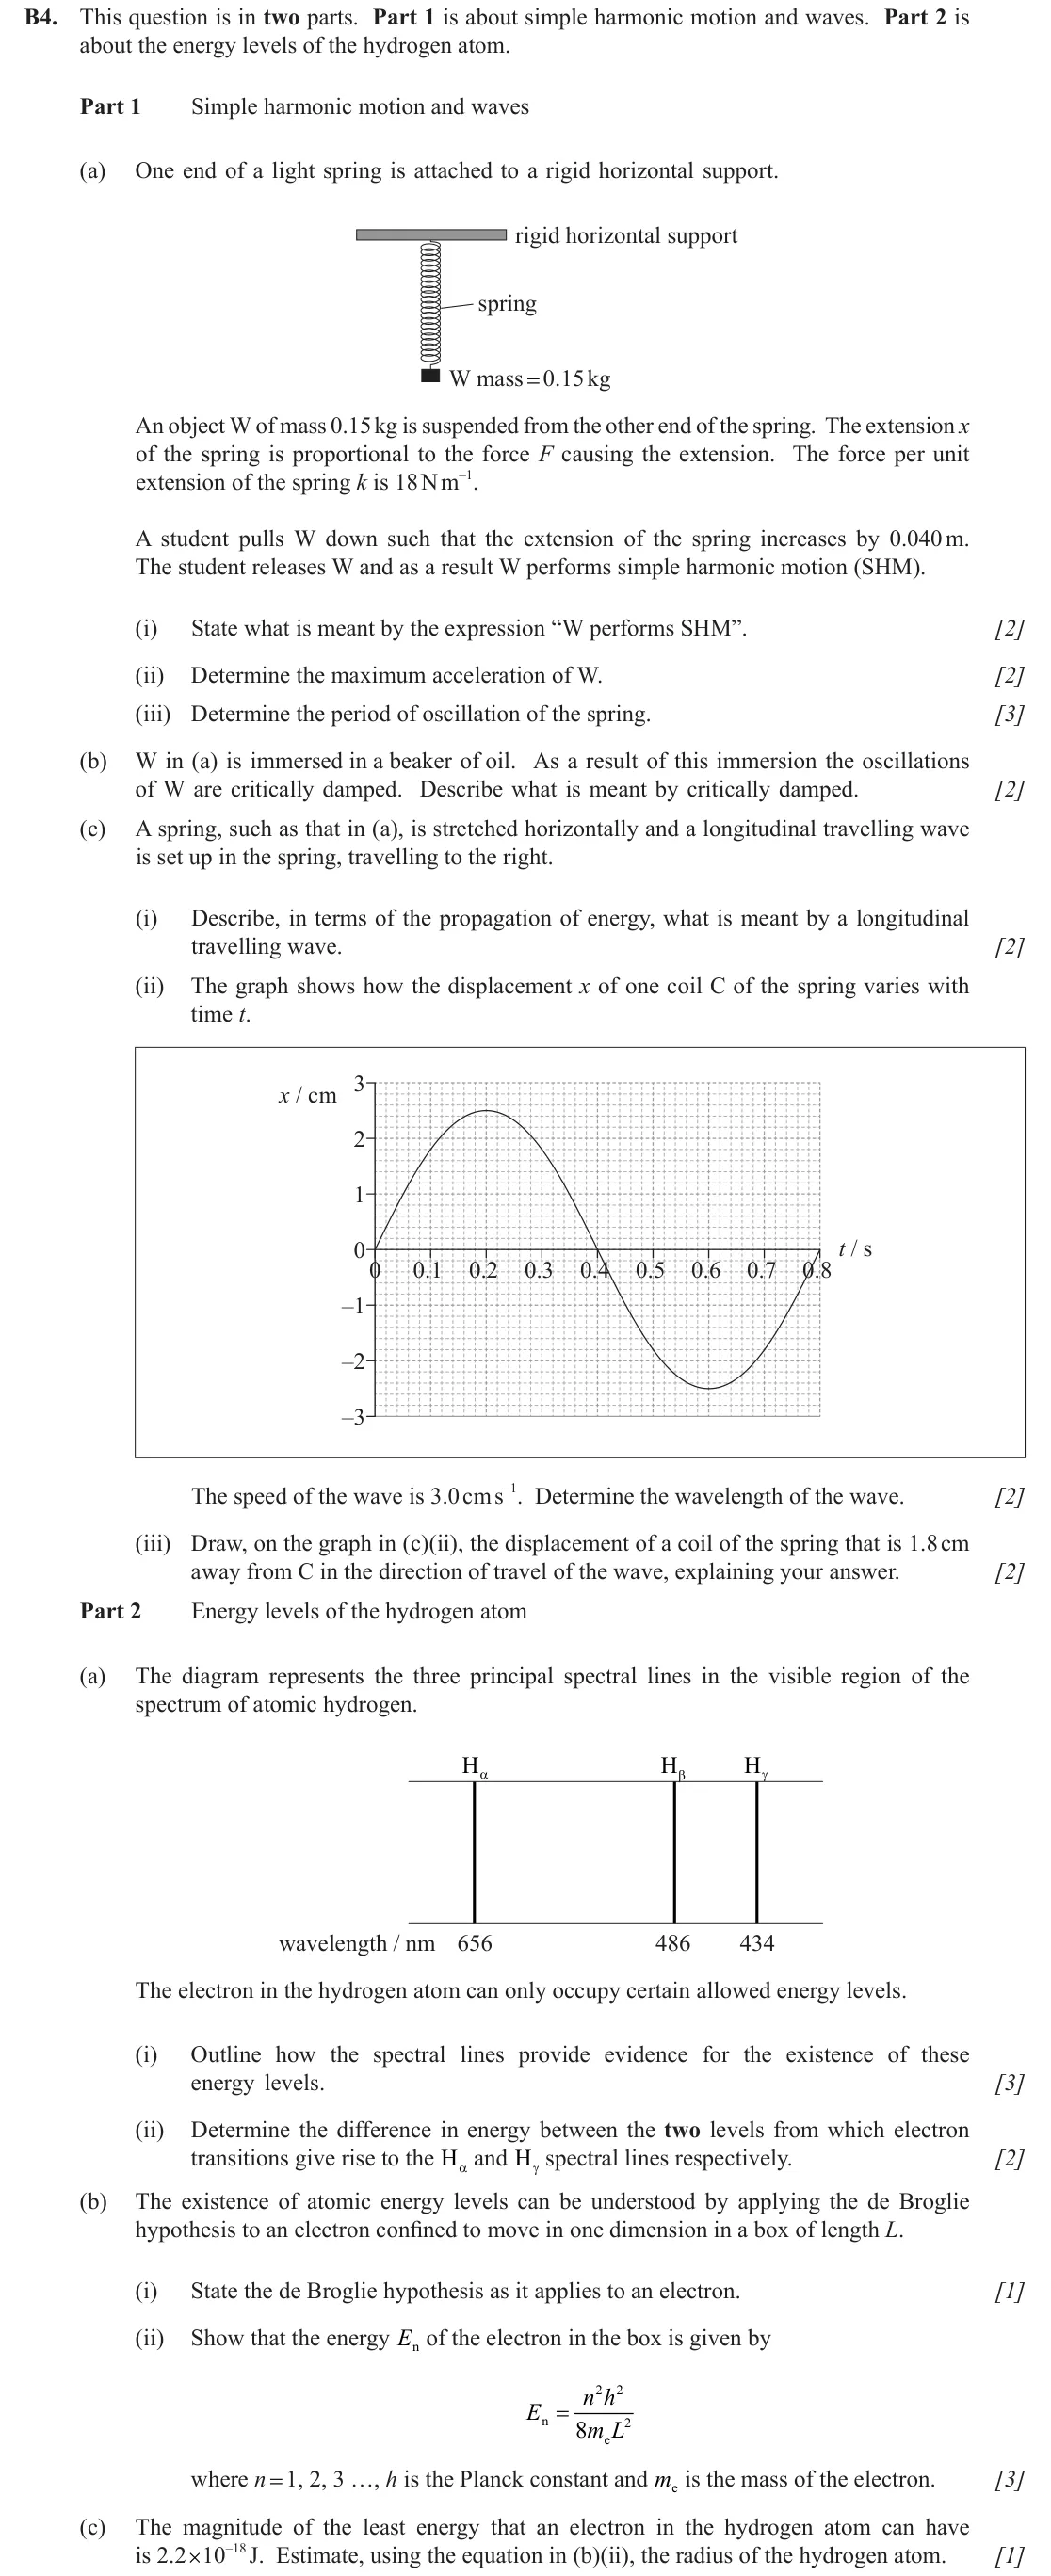 B4. This question is in two parts. Part 1 is about simple harmonic motion and waves. Part 2 is
about the energy levels of the hydrogen atom.
Part 1 Simple harmonic motion and waves
(a) One end of a light spring is attached to a rigid horizontal support.
rigid horizontal support
spring
W mass=0.15kg
An object W of mass 0.15kg is suspended from the other end of the spring. The extension x
of the spring is proportional to the force F causing the extension. The force per unit
extension of the spring k is 18Nm⁻¹.
A student pulls W down such that the extension of the spring increases by 0.040m.
The student releases W and as a result W performs simple harmonic motion (SHM).
(i) State what is meant by the expression “W performs SHM”. [2]
(ii) Determine the maximum acceleration of W. [2]
(iii) Determine the period of oscillation of the spring. [3]
(b) W in (a) is immersed in a beaker of oil. As a result of this immersion the oscillations
of W are critically damped. Describe what is meant by critically damped. [2]
(c) A spring, such as that in (a), is stretched horizontally and a longitudinal travelling wave
is set up in the spring, travelling to the right.
(i) Describe, in terms of the propagation of energy, what is meant by a longitudinal
travelling wave. [2]
(ii) The graph shows how the displacement x of one coil C of the spring varies with
time t.
x / cm
3
2
1
0
t / s
0 0.1 0.2 0.3 0.4 0.5 0.6 0.7 0.8
–1
–2
–3
The speed of the wave is 3.0cms⁻¹. Determine the wavelength of the wave. [2]
(iii) Draw, on the graph in (c)(ii), the displacement of a coil of the spring that is 1.8cm
away from C in the direction of travel of the wave, explaining your answer. [2]
Part 2 Energy levels of the hydrogen atom
(a) The diagram represents the three principal spectral lines in the visible region of the
spectrum of atomic hydrogen.
Hα Hβ Hγ
wavelength / nm 656 486 434
The electron in the hydrogen atom can only occupy certain allowed energy levels.
(i) Outline how the spectral lines provide evidence for the existence of these
energy levels. [3]
(ii) Determine the difference in energy between the two levels from which electron
transitions give rise to the Hα and Hγ spectral lines respectively. [2]
(b) The existence of atomic energy levels can be understood by applying the de Broglie
hypothesis to an electron confined to move in one dimension in a box of length L.
(i) State the de Broglie hypothesis as it applies to an electron. [1]
(ii) Show that the energy Eₙ of the electron in the box is given by
Eₙ = n²h² / 8mₑL²
where n=1, 2, 3 …, h is the Planck constant and mₑ is the mass of the electron. [3]
(c) The magnitude of the least energy that an electron in the hydrogen atom can have
is 2.2×10⁻¹⁸J. Estimate, using the equation in (b)(ii), the radius of the hydrogen atom. [1]